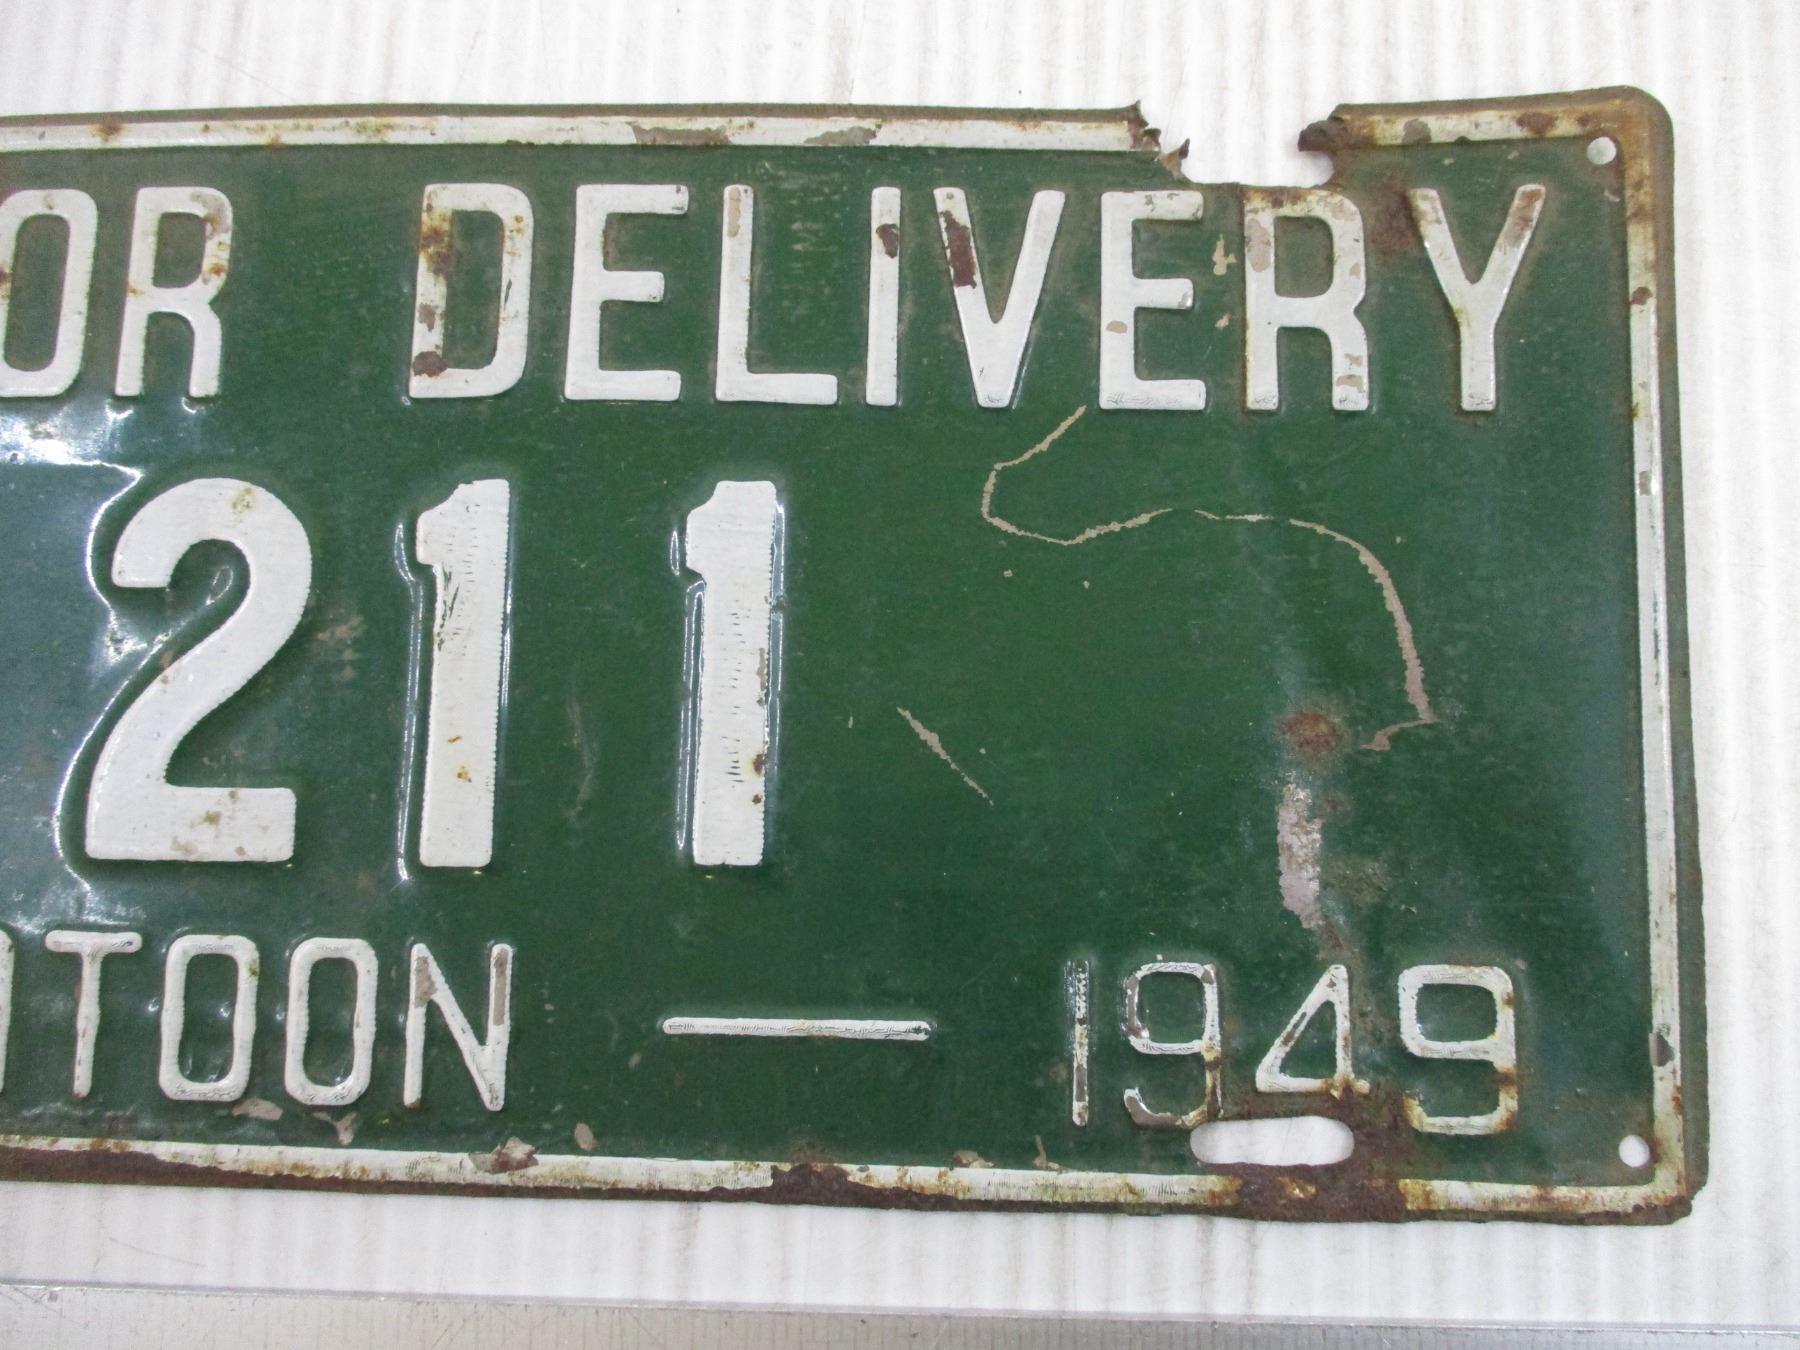 OR DELIVERY
211
TOON — 1949